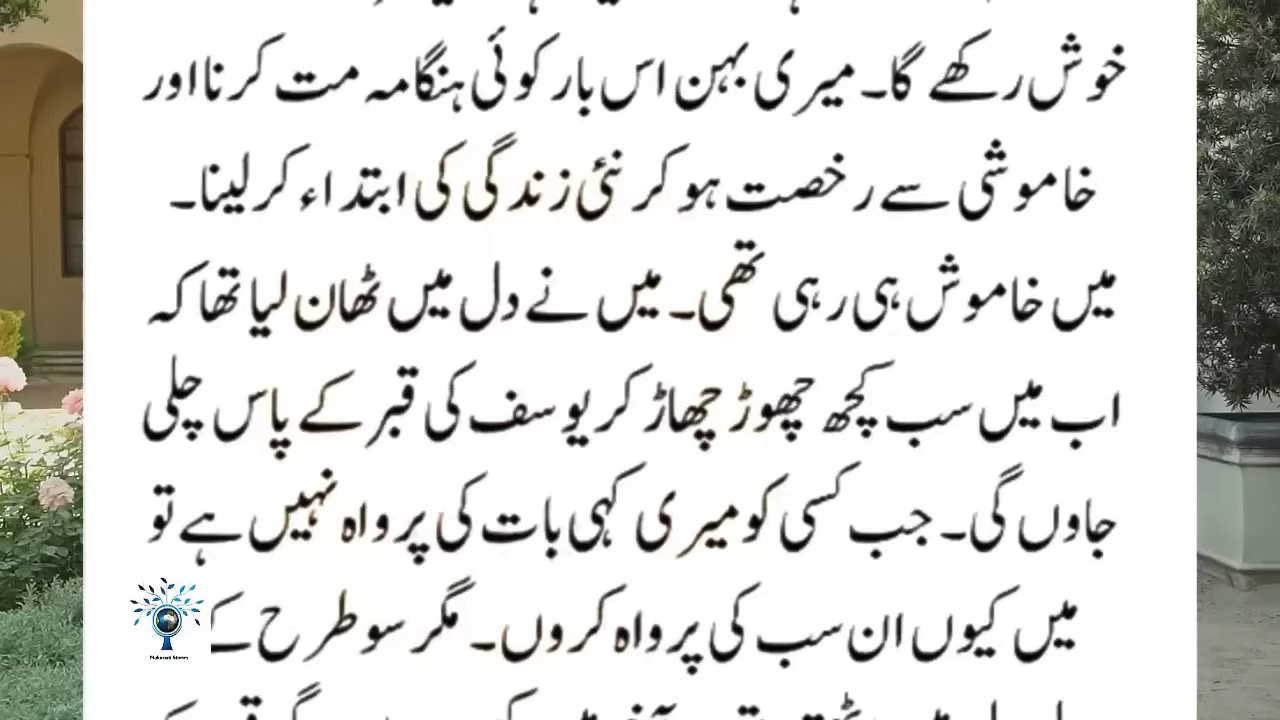 خوش رکھے گا۔ میری بہن اس بار کوئی ہنگامہ مت کرنا اور
خاموشی سے رخصت ہو کر نئی زندگی کی ابتداء کر لینا۔
میں خاموش ہی رہی تھی۔ میں نے دل میں ٹھان لیا تھا کہ
اب میں سب کچھ چھوڑ چھاڑ کر یوسف کی قبر کے پاس چلی
جاوں گی۔ جب کسی کو میری کہی بات کی پرواہ نہیں ہے تو
میں کیوں ان سب کی پرواہ کروں۔ مگر سو طرح کے